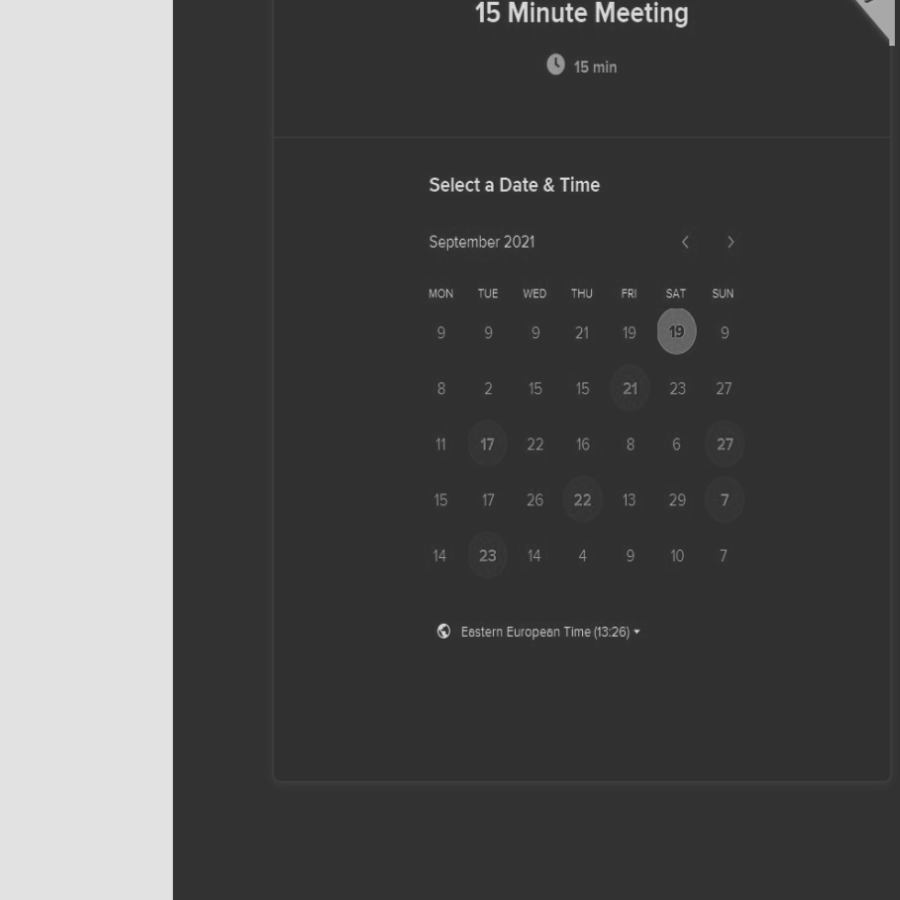 15 Minute Meeting
15 min
Select a Date & Time
September 2021
MON TUE WED THU FRI SAT SUN
9 9 9 21 19 19 9
8 2 15 15 21 23 27
11 17 22 16 8 6 27
15 17 26 22 13 29 7
14 23 14 4 9 10 7
Eastern European Time (13:26)